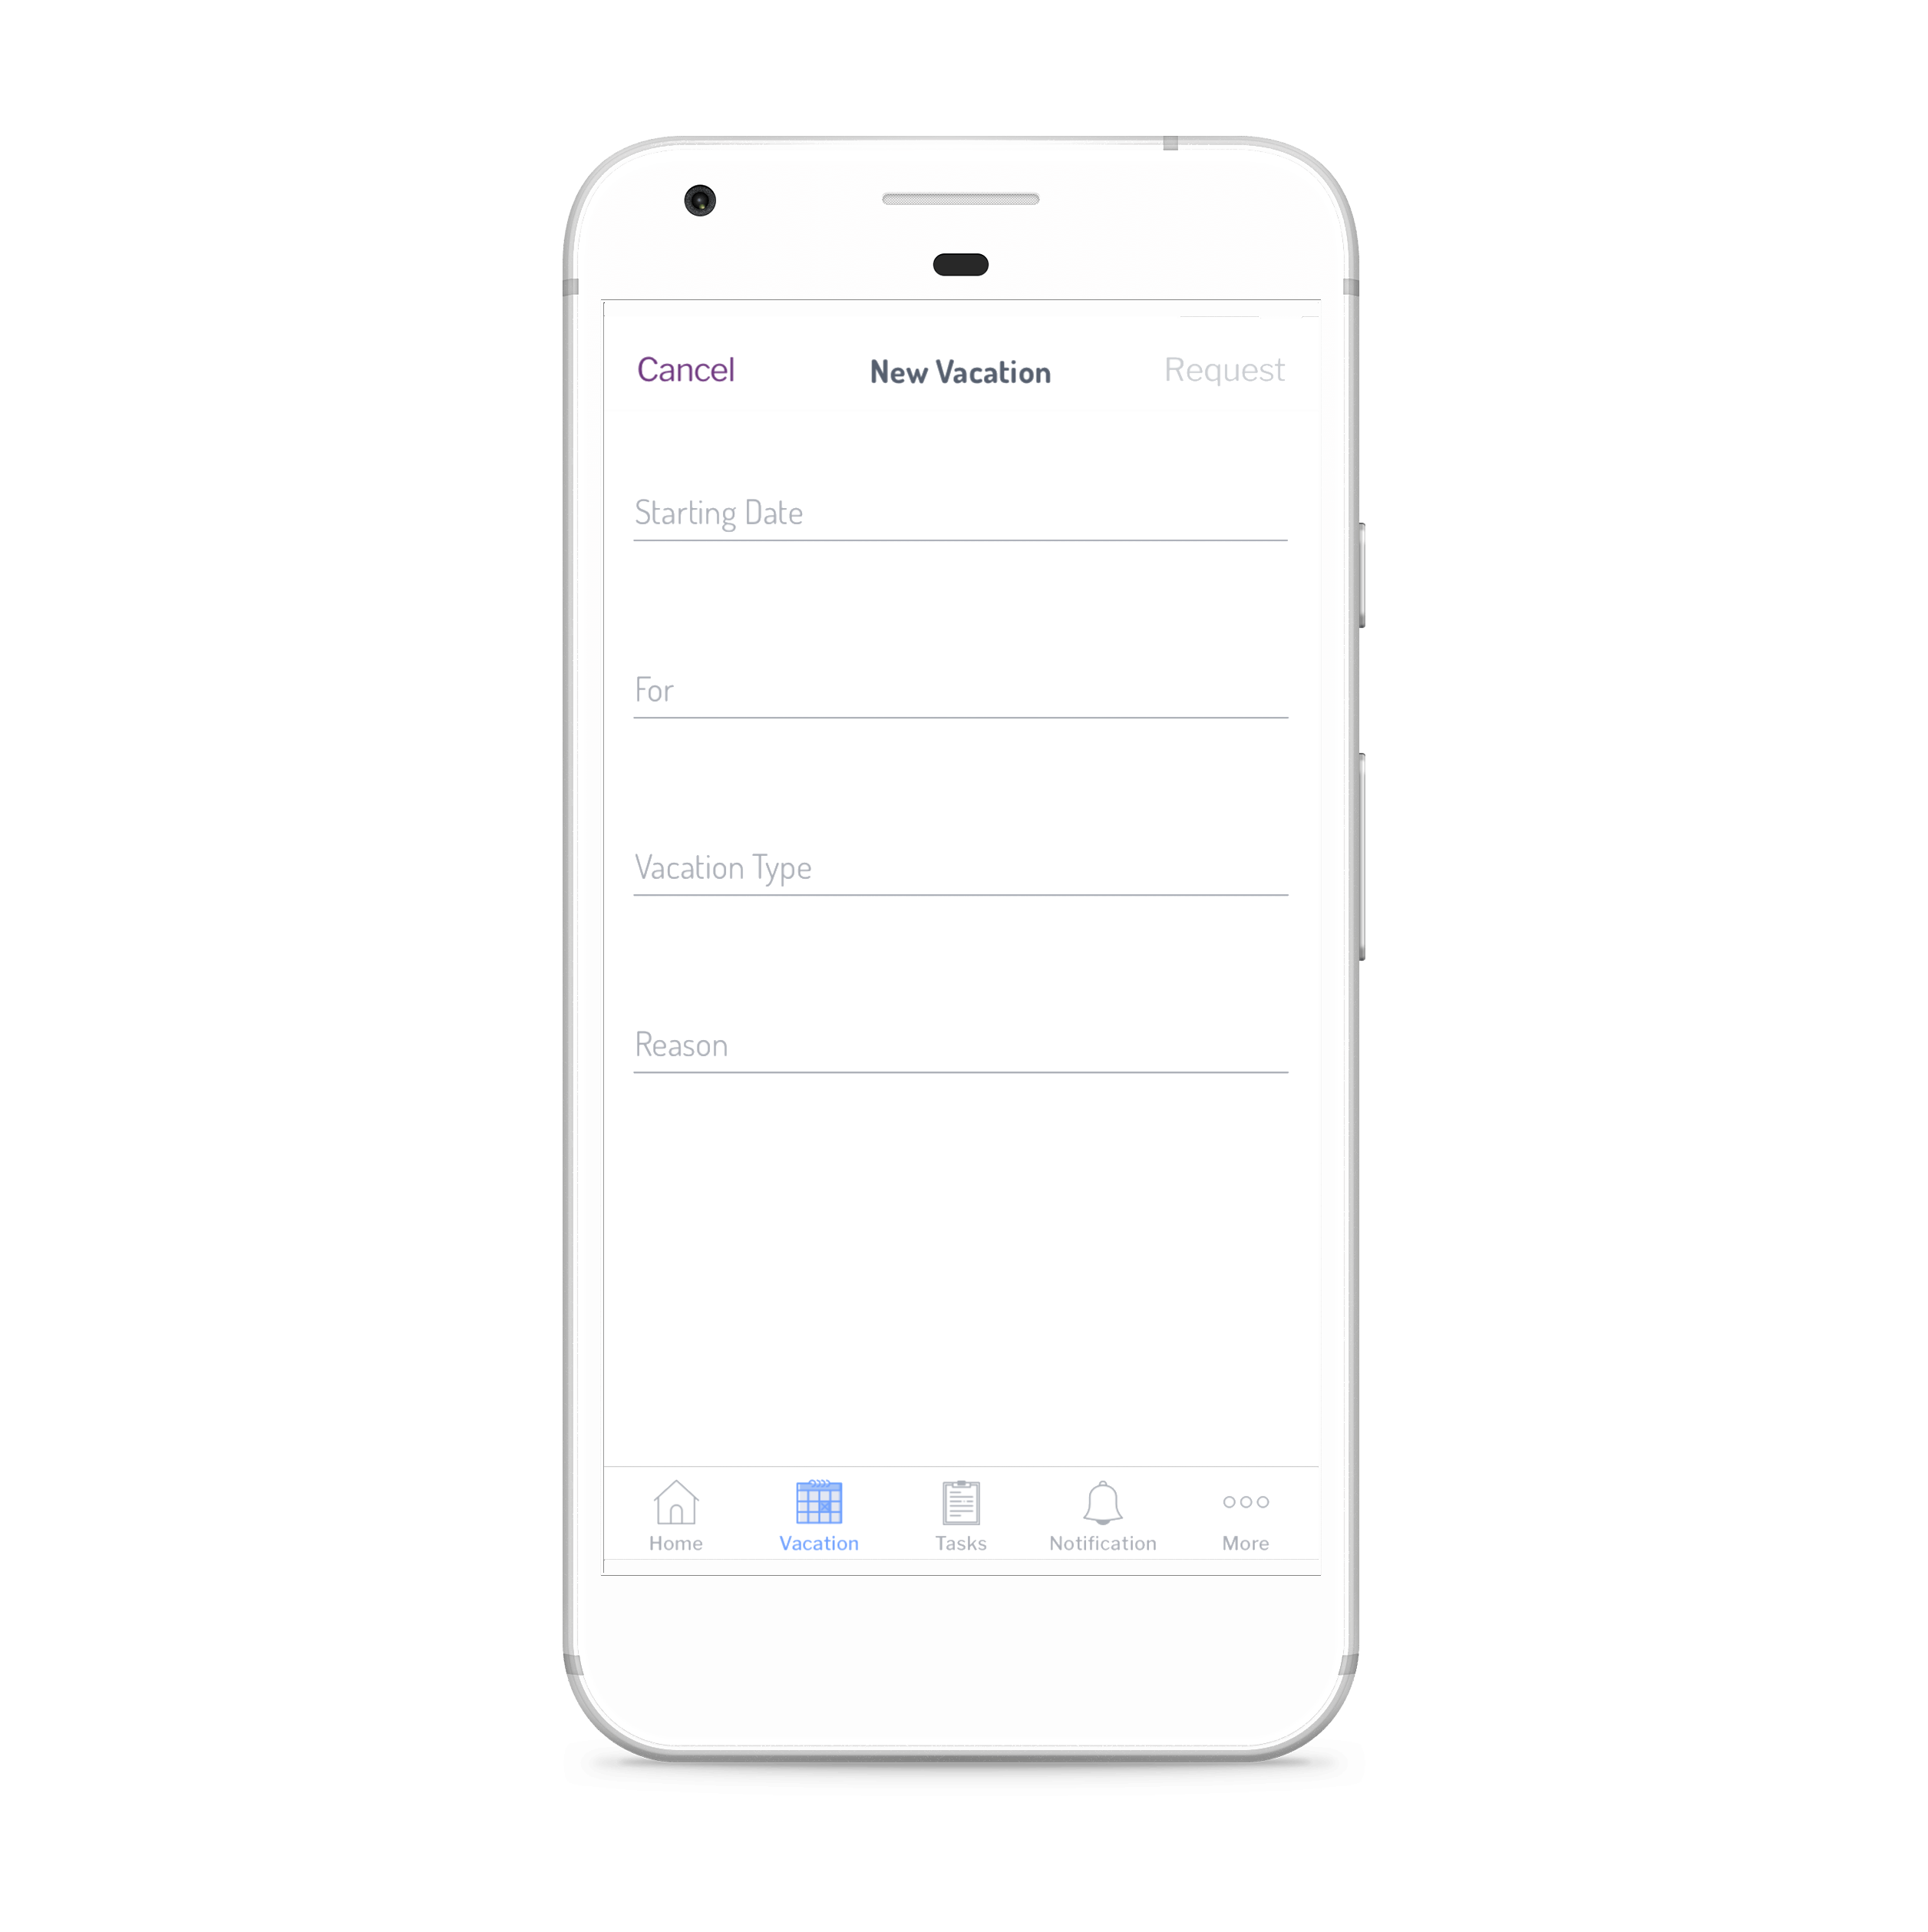 Cancel New Vacation Request
Starting Date
For
Vacation Type
Reason
Home Vacation Tasks Notification More